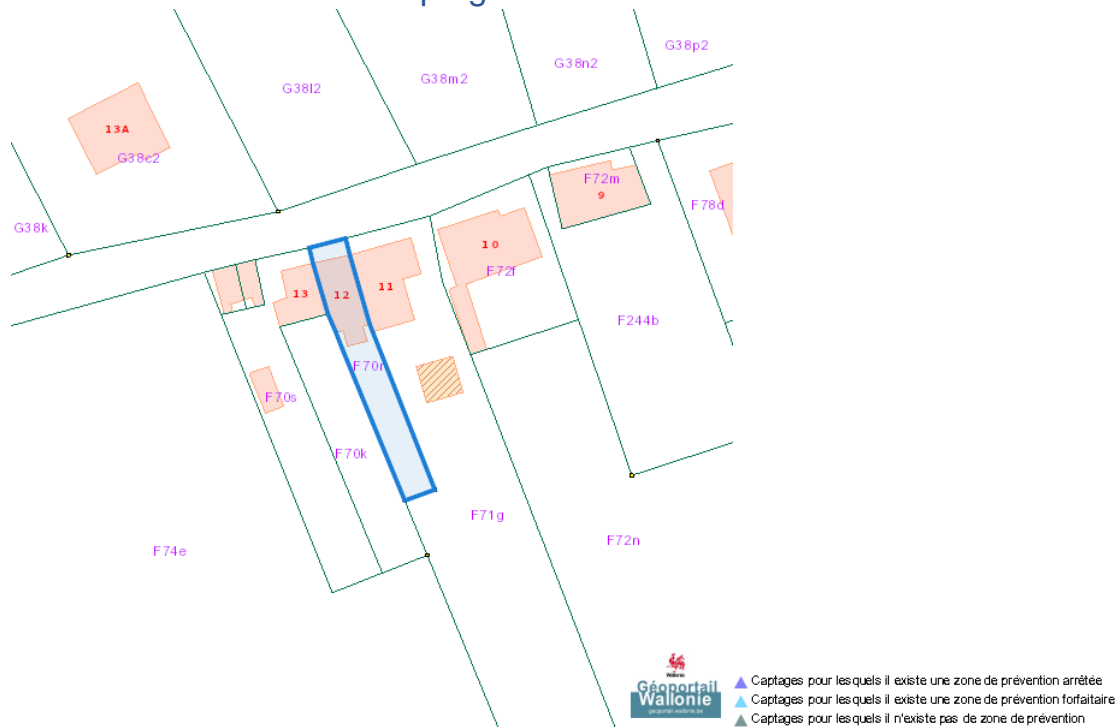 G38p2
G38n2
G38m2
G38l2
13A
G38c2
F72m
9
F78d
G38k
10
F72f
13
12
11
F244b
F70s
F70k
F71g
F72n
F74e
Wallonie
Géoportail
Wallonie
geoportail.wallonie.be
Captages pour lesquels il existe une zone de prévention arrêtée
Captages pour lesquels il existe une zone de prévention forfaitaire
Captages pour lesquels il n'existe pas de zone de prévention